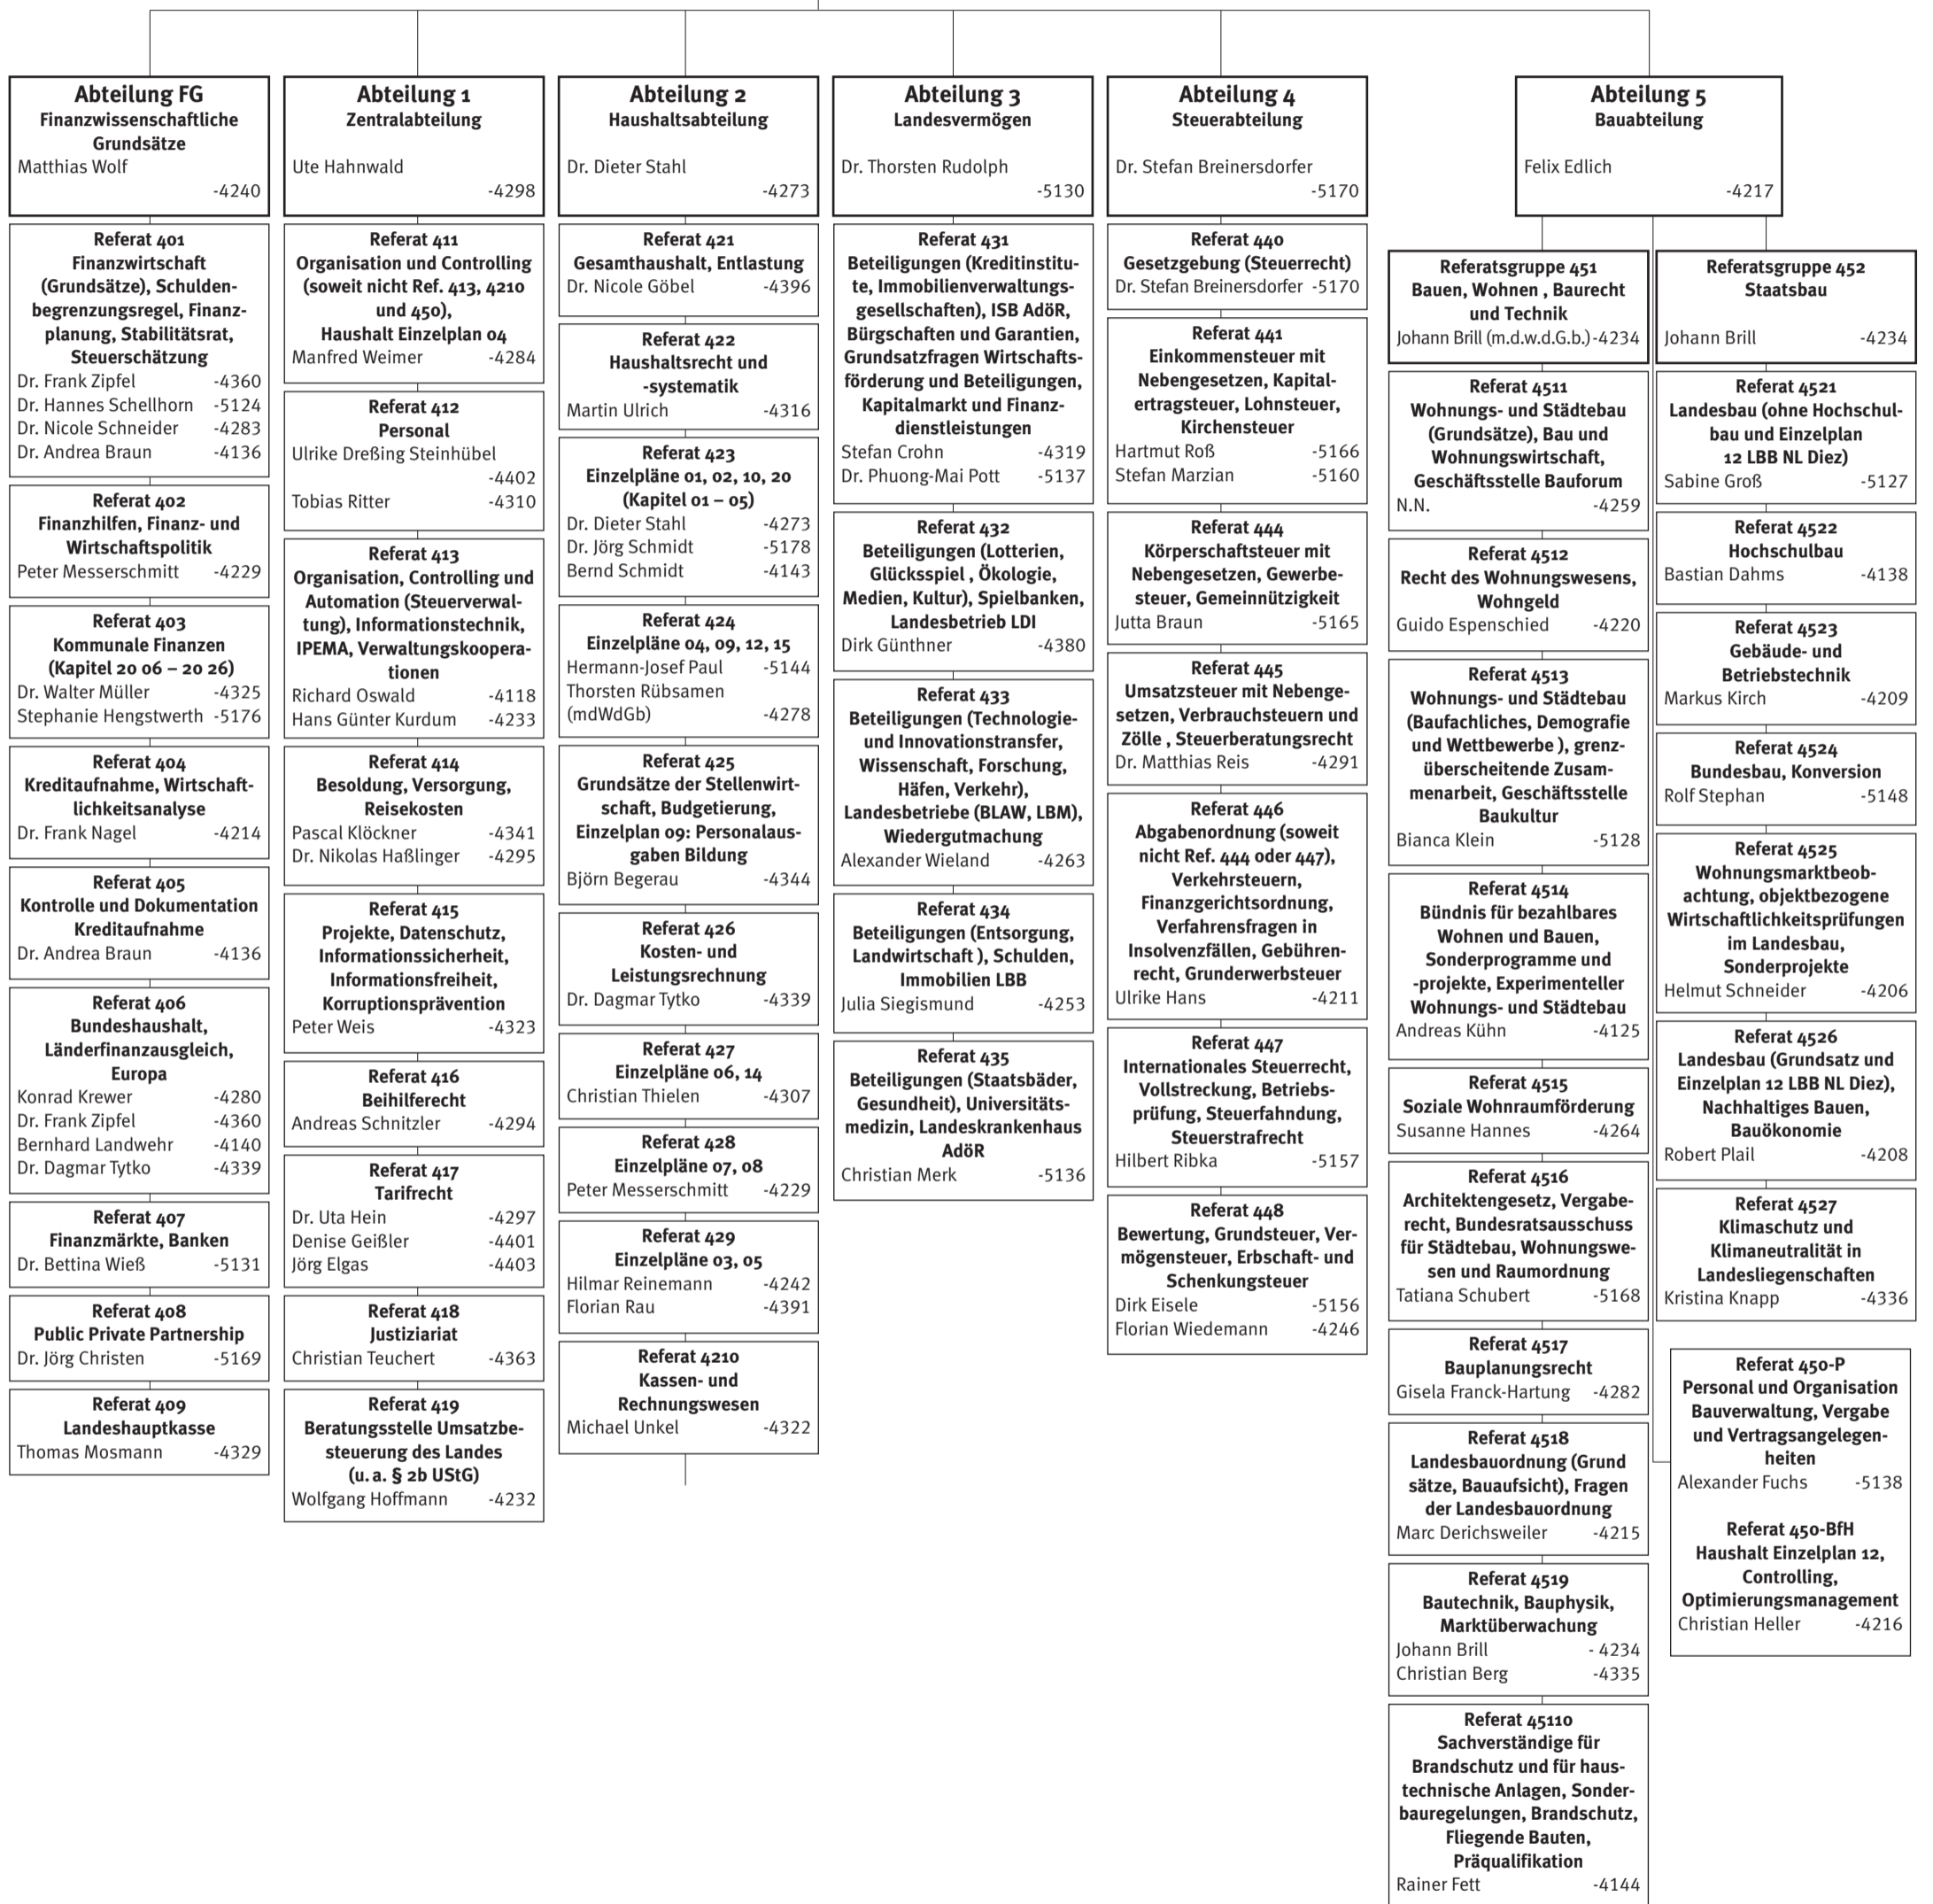 Abteilung FG
Finanzwissenschaftliche
Grundsätze
Matthias Wolf
-4240
Referat 401
Finanzwirtschaft
(Grundsätze), Schulden-
begrenzungsregel, Finanz-
planung, Stabilitätsrat,
Steuerschätzung
Dr. Frank Zipfel -4360
Dr. Hannes Schellhorn -5124
Dr. Nicole Schneider -4283
Dr. Andrea Braun -4136
Referat 402
Finanzhilfen, Finanz- und
Wirtschaftspolitik
Peter Messerschmitt -4229
Referat 403
Kommunale Finanzen
(Kapitel 20 06 – 20 26)
Dr. Walter Müller -4325
Stephanie Hengstwerth -5176
Referat 404
Kreditaufnahme, Wirtschaft-
lichkeitsanalyse
Dr. Frank Nagel -4214
Referat 405
Kontrolle und Dokumentation
Kreditaufnahme
Dr. Andrea Braun -4136
Referat 406
Bundeshaushalt,
Länderfinanzausgleich,
Europa
Konrad Krewer -4280
Dr. Frank Zipfel -4360
Bernhard Landwehr -4140
Dr. Dagmar Tytko -4339
Referat 407
Finanzmärkte, Banken
Dr. Bettina Wieß -5131
Referat 408
Public Private Partnership
Dr. Jörg Christen -5169
Referat 409
Landeshauptkasse
Thomas Mosmann -4329
Abteilung 1
Zentralabteilung
Ute Hahnwald
-4298
Referat 411
Organisation und Controlling
(soweit nicht Ref. 413, 4210
und 450),
Haushalt Einzelplan 04
Manfred Weimer -4284
Referat 412
Personal
Ulrike Dreßing Steinhübel
-4402
Tobias Ritter -4310
Referat 413
Organisation, Controlling und
Automation (Steuerverwal-
tung), Informationstechnik,
IPEMA, Verwaltungskoopera-
tionen
Richard Oswald -4118
Hans Günter Kurdum -4233
Referat 414
Besoldung, Versorgung,
Reisekosten
Pascal Klöckner -4341
Dr. Nikolas Haßlinger -4295
Referat 415
Projekte, Datenschutz,
Informationssicherheit,
Informationsfreiheit,
Korruptionsprävention
Peter Weis -4323
Referat 416
Beihilferecht
Andreas Schnitzler -4294
Referat 417
Tarifrecht
Dr. Uta Hein -4297
Denise Geißler -4401
Jörg Elgas -4403
Referat 418
Justiziariat
Christian Teuchert -4363
Referat 419
Beratungsstelle Umsatzbe-
steuerung des Landes
(u. a. § 2b UStG)
Wolfgang Hoffmann -4232
Abteilung 2
Haushaltsabteilung
Dr. Dieter Stahl
-4273
Referat 421
Gesamthaushalt, Entlastung
Dr. Nicole Göbel -4396
Referat 422
Haushaltsrecht und
-systematik
Martin Ulrich -4316
Referat 423
Einzelpläne 01, 02, 10, 20
(Kapitel 01 – 05)
Dr. Dieter Stahl -4273
Dr. Jörg Schmidt -5178
Bernd Schmidt -4143
Referat 424
Einzelpläne 04, 09, 12, 15
Hermann-Josef Paul -5144
Thorsten Rübsamen
(mdWdGb) -4278
Referat 425
Grundsätze der Stellenwirt-
schaft, Budgetierung,
Einzelplan 09: Personalaus-
gaben Bildung
Björn Begerau -4344
Referat 426
Kosten- und
Leistungsrechnung
Dr. Dagmar Tytko -4339
Referat 427
Einzelpläne 06, 14
Christian Thielen -4307
Referat 428
Einzelpläne 07, 08
Peter Messerschmitt -4229
Referat 429
Einzelpläne 03, 05
Hilmar Reinemann -4242
Florian Rau -4391
Referat 4210
Kassen- und
Rechnungswesen
Michael Unkel -4322
Abteilung 3
Landesvermögen
Dr. Thorsten Rudolph
-5130
Referat 431
Beteiligungen (Kreditinstitu-
te, Immobilienverwaltungs-
gesellschaften), ISB AdöR,
Bürgschaften und Garantien,
Grundsatzfragen Wirtschafts-
förderung und Beteiligungen,
Kapitalmarkt und Finanz-
dienstleistungen
Stefan Crohn -4319
Dr. Phuong-Mai Pott -5137
Referat 432
Beteiligungen (Lotterien,
Glücksspiel , Ökologie,
Medien, Kultur), Spielbanken,
Landesbetrieb LDI
Dirk Günthner -4380
Referat 433
Beteiligungen (Technologie-
und Innovationstransfer,
Wissenschaft, Forschung,
Häfen, Verkehr),
Landesbetriebe (BLAW, LBM),
Wiedergutmachung
Alexander Wieland -4263
Referat 434
Beteiligungen (Entsorgung,
Landwirtschaft ), Schulden,
Immobilien LBB
Julia Siegismund -4253
Referat 435
Beteiligungen (Staatsbäder,
Gesundheit), Universitäts-
medizin, Landeskrankenhaus
AdöR
Christian Merk -5136
Abteilung 4
Steuerabteilung
Dr. Stefan Breinersdorfer
-5170
Referat 440
Gesetzgebung (Steuerrecht)
Dr. Stefan Breinersdorfer -5170
Referat 441
Einkommensteuer mit
Nebengesetzen, Kapital-
ertragsteuer, Lohnsteuer,
Kirchensteuer
Hartmut Roß -5166
Stefan Marzian -5160
Referat 444
Körperschaftsteuer mit
Nebengesetzen, Gewerbe-
steuer, Gemeinnützigkeit
Jutta Braun -5165
Referat 445
Umsatzsteuer mit Nebenge-
setzen, Verbrauchsteuern und
Zölle , Steuerberatungsrecht
Dr. Matthias Reis -4291
Referat 446
Abgabenordnung (soweit
nicht Ref. 444 oder 447),
Verkehrsteuern,
Finanzgerichtsordnung,
Verfahrensfragen in
Insolvenzfällen, Gebühren-
recht, Grunderwerbsteuer
Ulrike Hans -4211
Referat 447
Internationales Steuerrecht,
Vollstreckung, Betriebs-
prüfung, Steuerfahndung,
Steuerstrafrecht
Hilbert Ribka -5157
Referat 448
Bewertung, Grundsteuer, Ver-
mögensteuer, Erbschaft- und
Schenkungsteuer
Dirk Eisele -5156
Florian Wiedemann -4246
Abteilung 5
Bauabteilung
Felix Edlich
-4217
Referatsgruppe 451
Bauen, Wohnen , Baurecht
und Technik
Johann Brill (m.d.w.d.G.b.) -4234
Referat 4511
Wohnungs- und Städtebau
(Grundsätze), Bau und
Wohnungswirtschaft,
Geschäftsstelle Bauforum
N.N. -4259
Referat 4512
Recht des Wohnungswesens,
Wohngeld
Guido Espenschied -4220
Referat 4513
Wohnungs- und Städtebau
(Baufachliches, Demografie
und Wettbewerbe ), grenz-
überscheitende Zusam-
menarbeit, Geschäftsstelle
Baukultur
Bianca Klein -5128
Referat 4514
Bündnis für bezahlbares
Wohnen und Bauen,
Sonderprogramme und
-projekte, Experimenteller
Wohnungs- und Städtebau
Andreas Kühn -4125
Referat 4515
Soziale Wohnraumförderung
Susanne Hannes -4264
Referat 4516
Architektengesetz, Vergabe-
recht, Bundesratsausschuss
für Städtebau, Wohnungswe-
sen und Raumordnung
Tatiana Schubert -5168
Referat 4517
Bauplanungsrecht
Gisela Franck-Hartung -4282
Referat 4518
Landesbauordnung (Grund
sätze, Bauaufsicht), Fragen
der Landesbauordnung
Marc Derichsweiler -4215
Referat 4519
Bautechnik, Bauphysik,
Marktüberwachung
Johann Brill - 4234
Christian Berg -4335
Referat 45110
Sachverständige für
Brandschutz und für haus-
technische Anlagen, Sonder-
bauregelungen, Brandschutz,
Fliegende Bauten,
Präqualifikation
Rainer Fett -4144
Referatsgruppe 452
Staatsbau
Johann Brill -4234
Referat 4521
Landesbau (ohne Hochschul-
bau und Einzelplan
12 LBB NL Diez)
Sabine Groß -5127
Referat 4522
Hochschulbau
Bastian Dahms -4138
Referat 4523
Gebäude- und
Betriebstechnik
Markus Kirch -4209
Referat 4524
Bundesbau, Konversion
Rolf Stephan -5148
Referat 4525
Wohnungsmarktbeob-
achtung, objektbezogene
Wirtschaftlichkeitsprüfungen
im Landesbau,
Sonderprojekte
Helmut Schneider -4206
Referat 4526
Landesbau (Grundsatz und
Einzelplan 12 LBB NL Diez),
Nachhaltiges Bauen,
Bauökonomie
Robert Plail -4208
Referat 4527
Klimaschutz und
Klimaneutralität in
Landesliegenschaften
Kristina Knapp -4336
Referat 450-P
Personal und Organisation
Bauverwaltung, Vergabe
und Vertragsangelegen-
heiten
Alexander Fuchs -5138
Referat 450-BfH
Haushalt Einzelplan 12,
Controlling,
Optimierungsmanagement
Christian Heller -4216